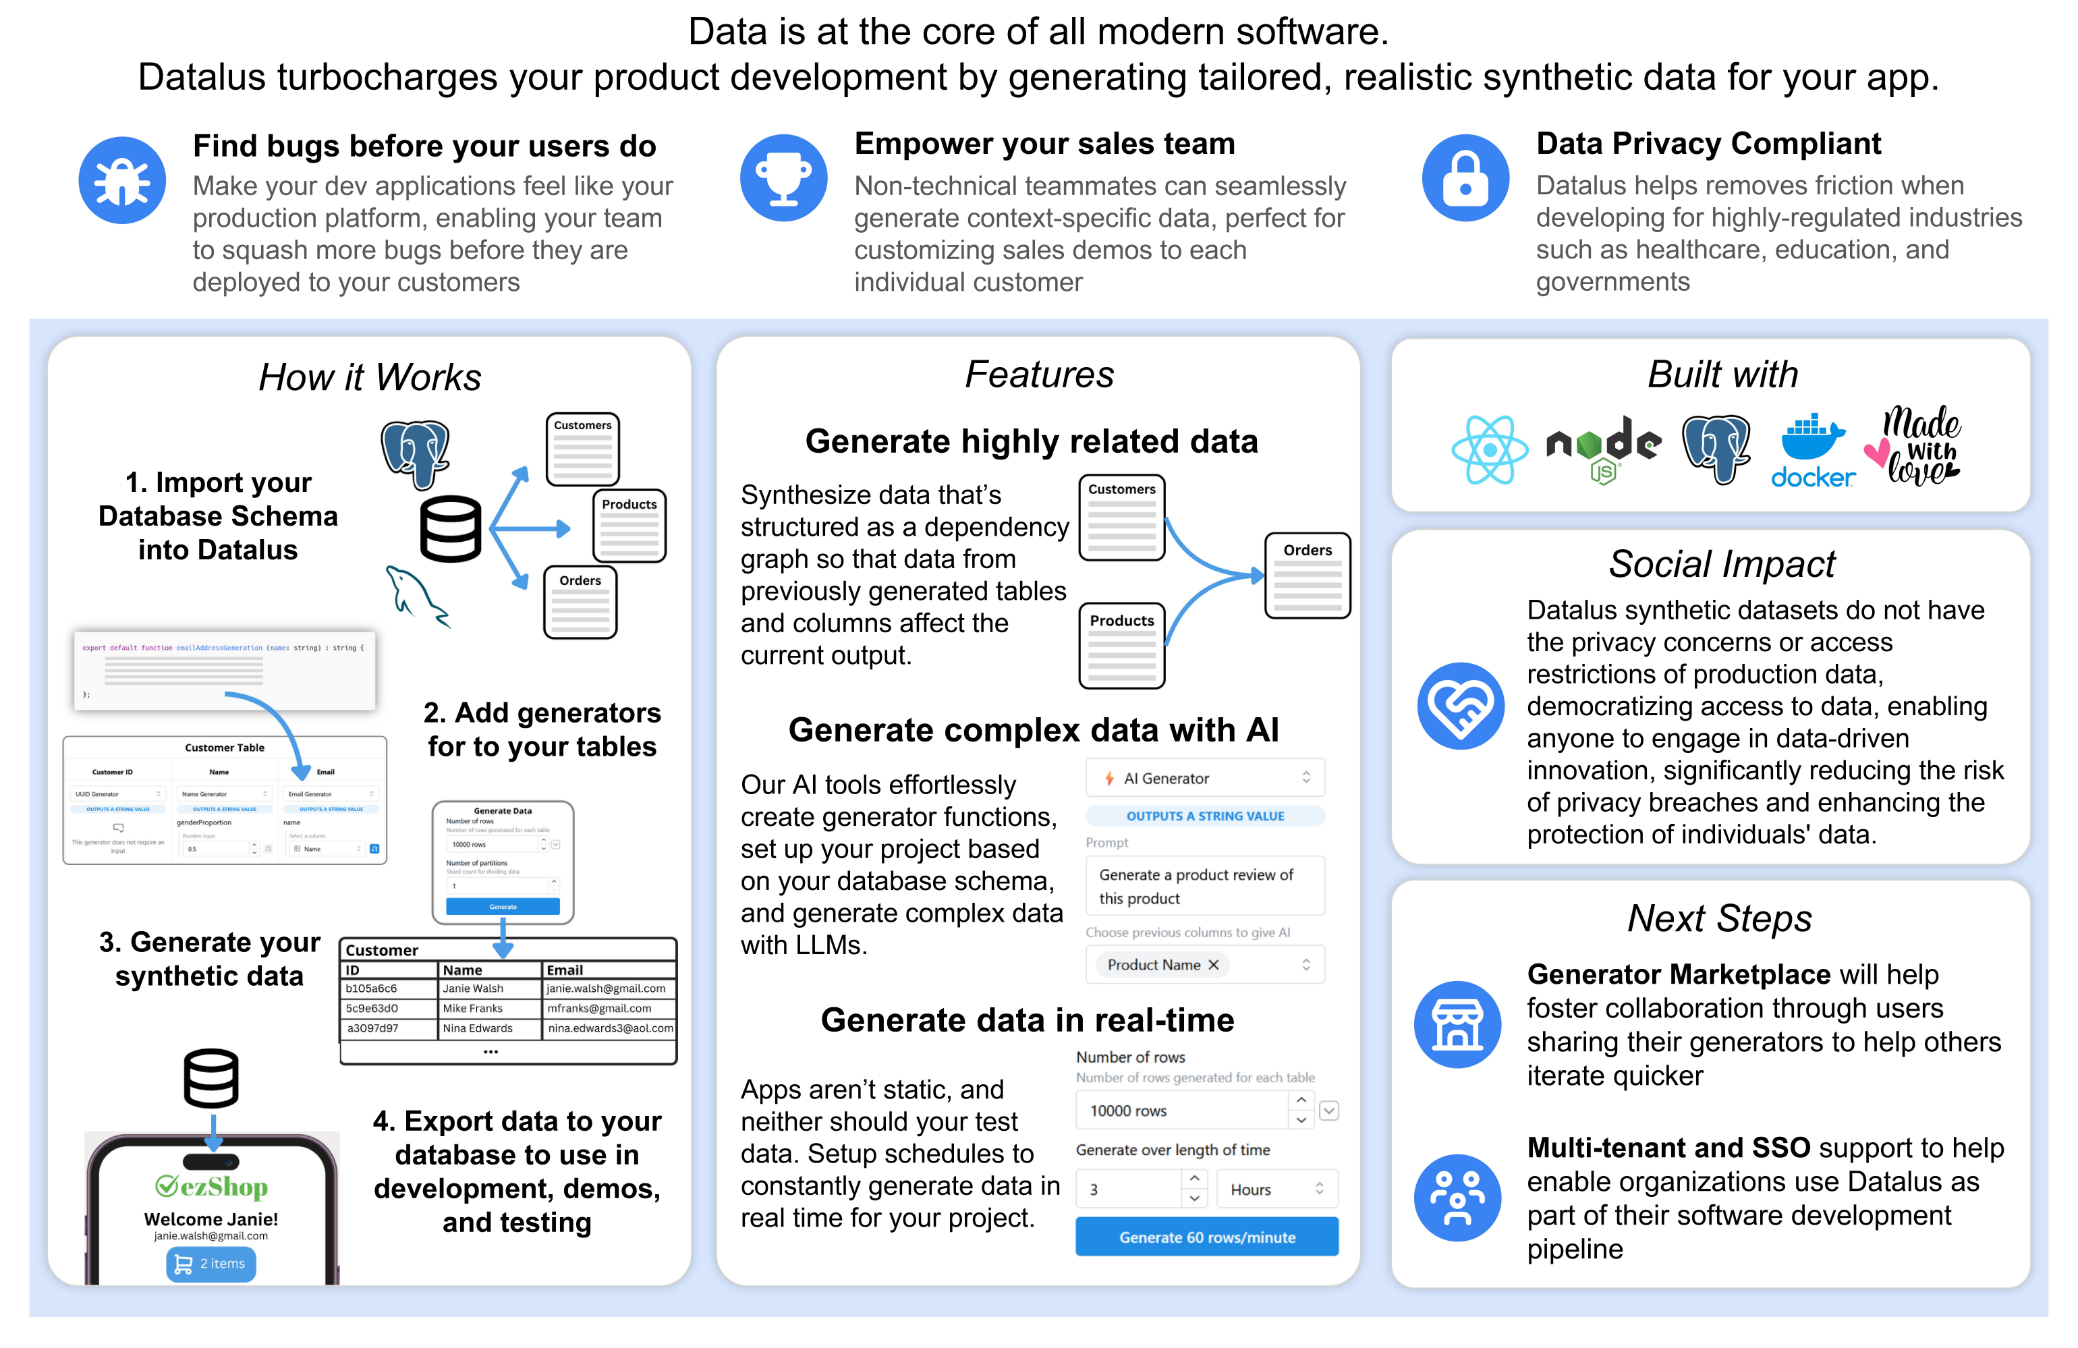 Data is at the core of all modern software.
Datalus turbocharges your product development by generating tailored, realistic synthetic data for your app.
Find bugs before your users do
Make your dev applications feel like your
production platform, enabling your team
to squash more bugs before they are
deployed to your customers
Empower your sales team
Non-technical teammates can seamlessly
generate context-specific data, perfect for
customizing sales demos to each
individual customer
Data Privacy Compliant
Datalus helps removes friction when
developing for highly-regulated industries
such as healthcare, education, and
governments
How it Works
1. Import your
Database Schema
into Datalus
Customers
Products
Orders
export default function emailAddressGeneration (name: string) : string {
};
2. Add generators
for to your tables
Customer Table
Customer ID
Name
Email
UUID Generator
Name Generator
Email Generator
OUTPUTS A STRING VALUE
OUTPUTS A STRING VALUE
OUTPUTS A STRING VALUE
This generator does not require an
input
genderProportion
Number input
0.5
name
Select a column
Name
Generate Data
Number of rows
Number of rows generated for each table
10000 rows
Number of partitions
Shard count for dividing data
1
Generate
3. Generate your
synthetic data
Customer
ID Name Email
b105a6c6 Janie Walsh janie.walsh@gmail.com
5c9e63d0 Mike Franks mfranks@gmail.com
a3097d97 Nina Edwards nina.edwards3@aol.com
...
4. Export data to your
database to use in
development, demos,
and testing
ezShop
Welcome Janie!
janie.walsh@gmail.com
2 items
Features
Generate highly related data
Synthesize data that’s
structured as a dependency
graph so that data from
previously generated tables
and columns affect the
current output.
Customers
Products
Orders
Generate complex data with AI
Our AI tools effortlessly
create generator functions,
set up your project based
on your database schema,
and generate complex data
with LLMs.
AI Generator
OUTPUTS A STRING VALUE
Prompt
Generate a product review of
this product
Choose previous columns to give AI
Product Name X
Generate data in real-time
Apps aren’t static, and
neither should your test
data. Setup schedules to
constantly generate data in
real time for your project.
Number of rows
Number of rows generated for each table
10000 rows
Generate over length of time
3 Hours
Generate 60 rows/minute
Built with
node
JS
docker
Made
with
love
Social Impact
Datalus synthetic datasets do not have
the privacy concerns or access
restrictions of production data,
democratizing access to data, enabling
anyone to engage in data-driven
innovation, significantly reducing the risk
of privacy breaches and enhancing the
protection of individuals' data.
Next Steps
Generator Marketplace will help
foster collaboration through users
sharing their generators to help others
iterate quicker
Multi-tenant and SSO support to help
enable organizations use Datalus as
part of their software development
pipeline